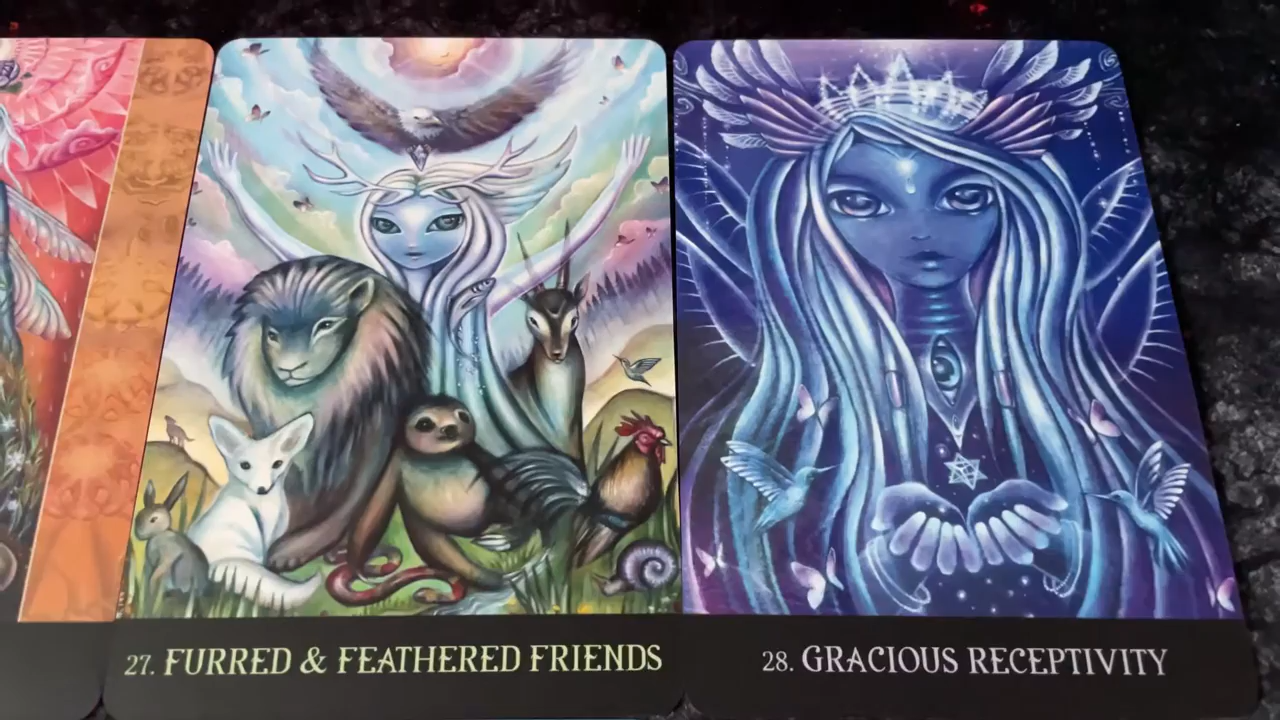 27. FURRED & FEATHERED FRIENDS
28. GRACIOUS RECEPTIVITY